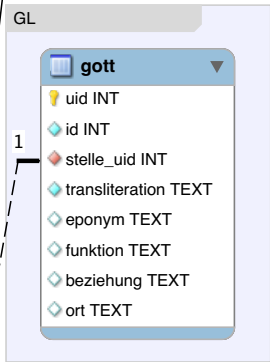 GL
gott
uid INT
id INT
1
stelle_uid INT
transliteration TEXT
eponym TEXT
funktion TEXT
beziehung TEXT
ort TEXT